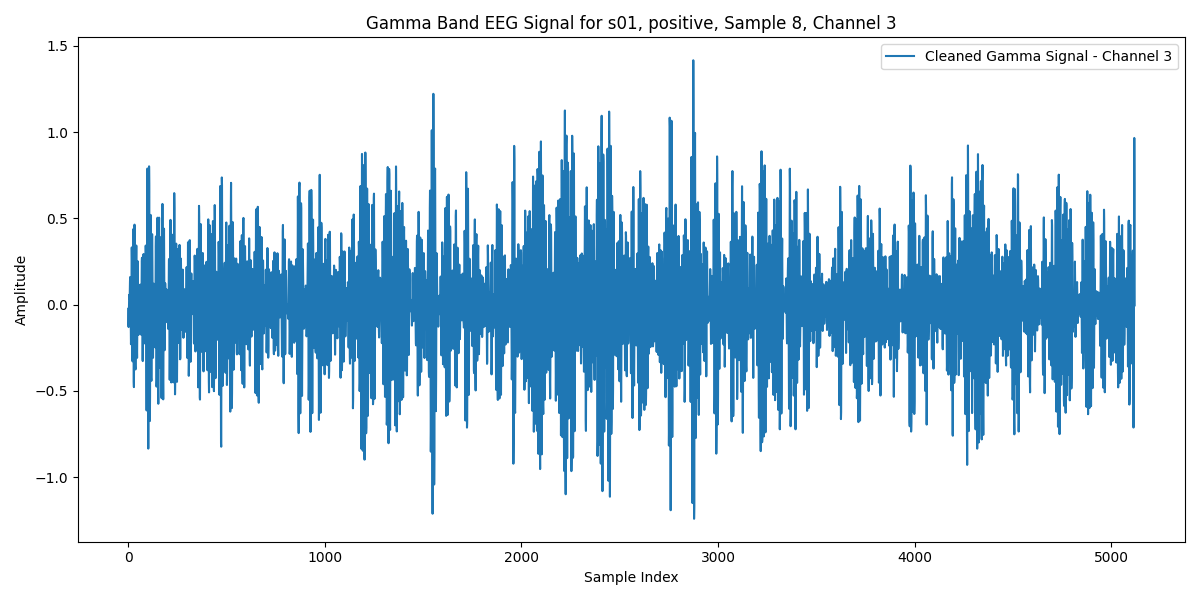 Gamma Band EEG Signal for s01, positive, Sample 8, Channel 3
Cleaned Gamma Signal - Channel 3
Amplitude
1.5
1.0
0.5
0.0
−0.5
−1.0
0 1000 2000 3000 4000 5000
Sample Index